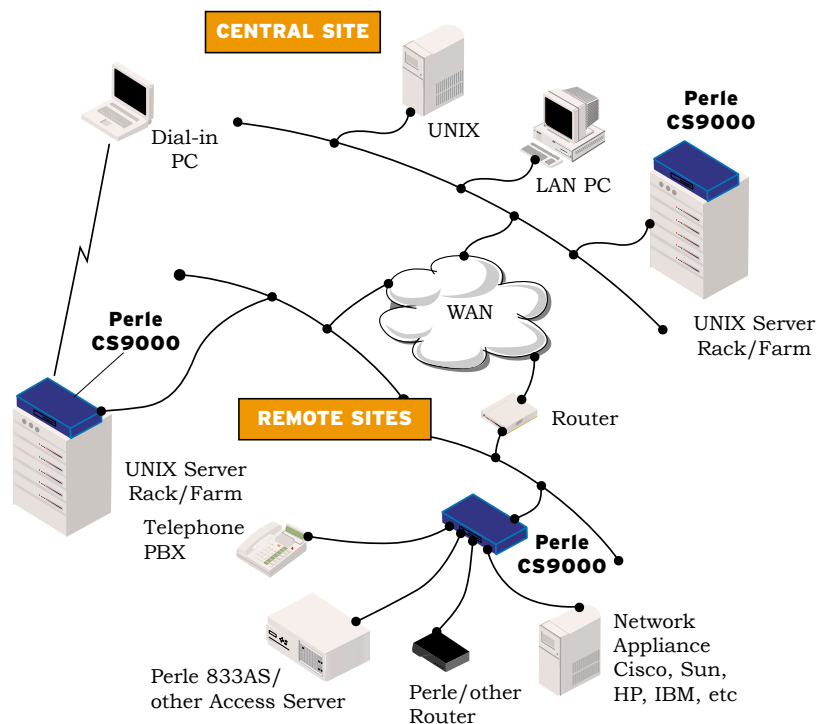 CENTRAL SITE
Dial-in
PC
UNIX
LAN PC
Perle
CS9000
UNIX Server
Rack/Farm
WAN
Perle
CS9000
REMOTE SITES
Router
UNIX Server
Rack/Farm
Telephone
PBX
Perle
CS9000
Perle 833AS/
other Access Server
Perle/other
Router
Network
Appliance
Cisco, Sun,
HP, IBM, etc